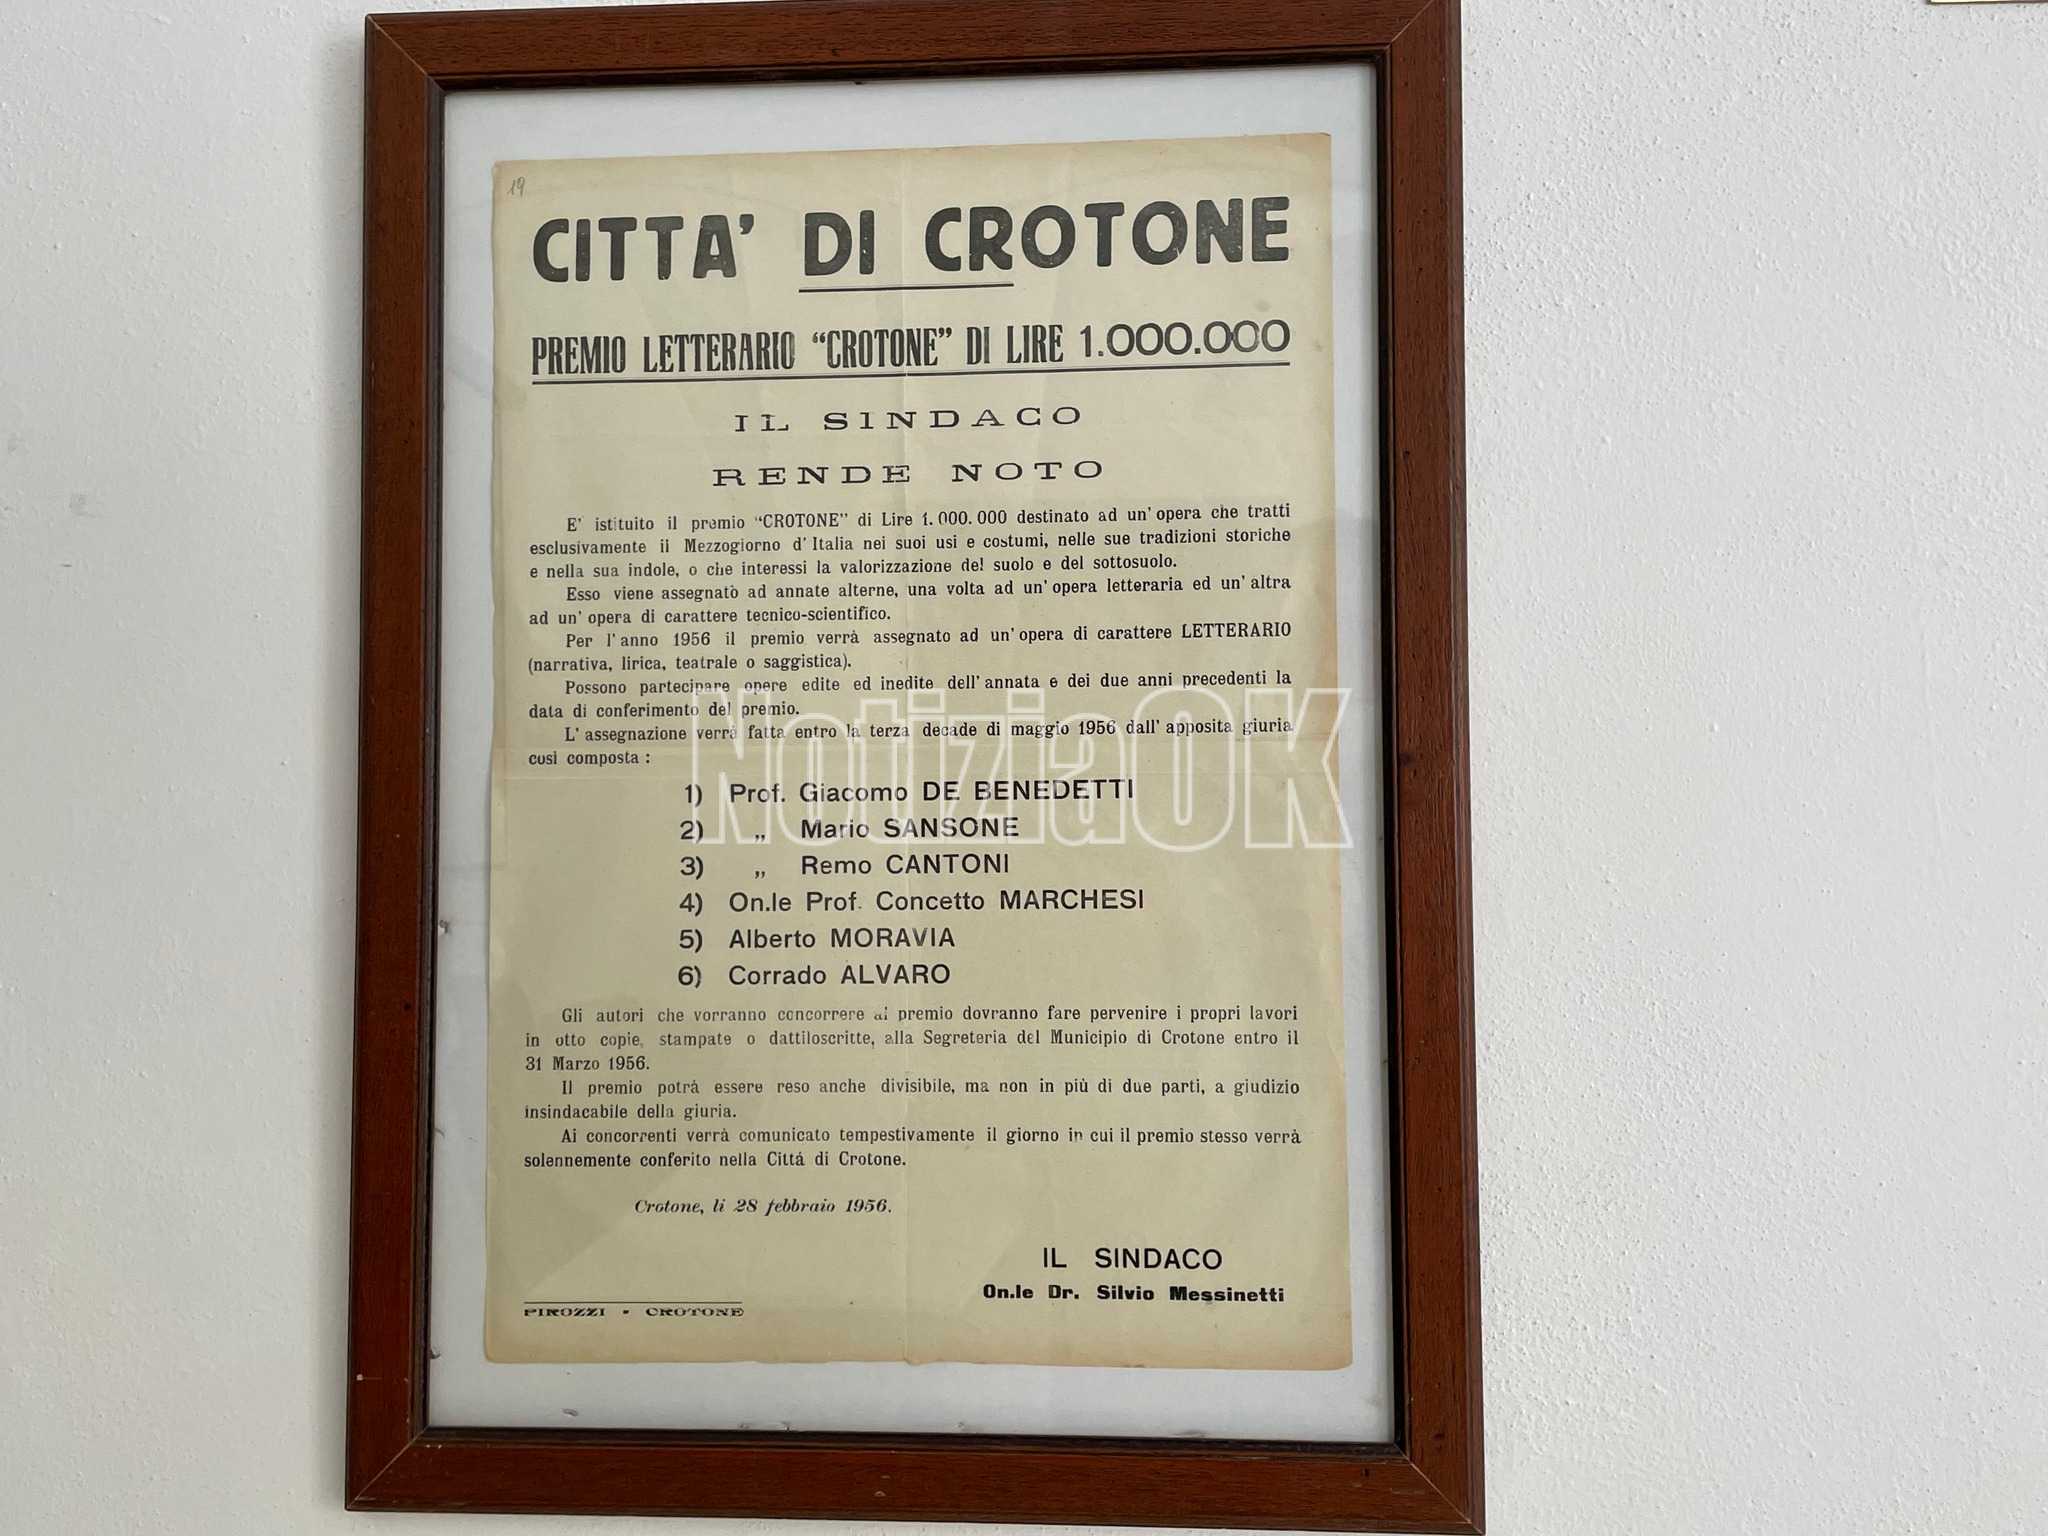 19
CITTA' DI CROTONE
PREMIO LETTERARIO "CROTONE" DI LIRE 1.000.000
IL SINDACO
RENDE NOTO
E' istituito il premio "CROTONE" di Lire 1.000.000 destinato ad un'opera che tratti
esclusivamente il Mezzogiorno d'Italia nei suoi usi e costumi, nelle sue tradizioni storiche
e nella sua indole, o che interessi la valorizzazione del suolo e del sottosuolo.
Esso viene assegnato ad annate alterne, una volta ad un'opera letteraria ed un'altra
ad un'opera di carattere tecnico-scientifico.
Per l'anno 1956 il premio verrà assegnato ad un'opera di carattere LETTERARIO
(narrativa, lirica, teatrale o saggistica).
Possono partecipare opere edite ed inedite dell'annata e dei due anni precedenti la
data di conferimento del premio.
L'assegnazione verrà fatta entro la terza decade di maggio 1956 dall'apposita giuria
così composta :
NotiziaOK
1) Prof. Giacomo DE BENEDETTI
2) „ Mario SANSONE
3) „ Remo CANTONI
4) On.le Prof. Concetto MARCHESI
5) Alberto MORAVIA
6) Corrado ALVARO
Gli autori che vorranno concorrere al premio dovranno fare pervenire i propri lavori
in otto copie, stampate o dattiloscritte, alla Segreteria del Municipio di Crotone entro il
31 Marzo 1956.
Il premio potrà essere reso anche divisibile, ma non in più di due parti, a giudizio
insindacabile della giuria.
Ai concorrenti verrà comunicato tempestivamente il giorno in cui il premio stesso verrà
solennemente conferito nella Cittá di Crotone.
Crotone, li 28 febbraio 1956.
IL SINDACO
On.le Dr. Silvio Messinetti
PIROZZI - CROTONE